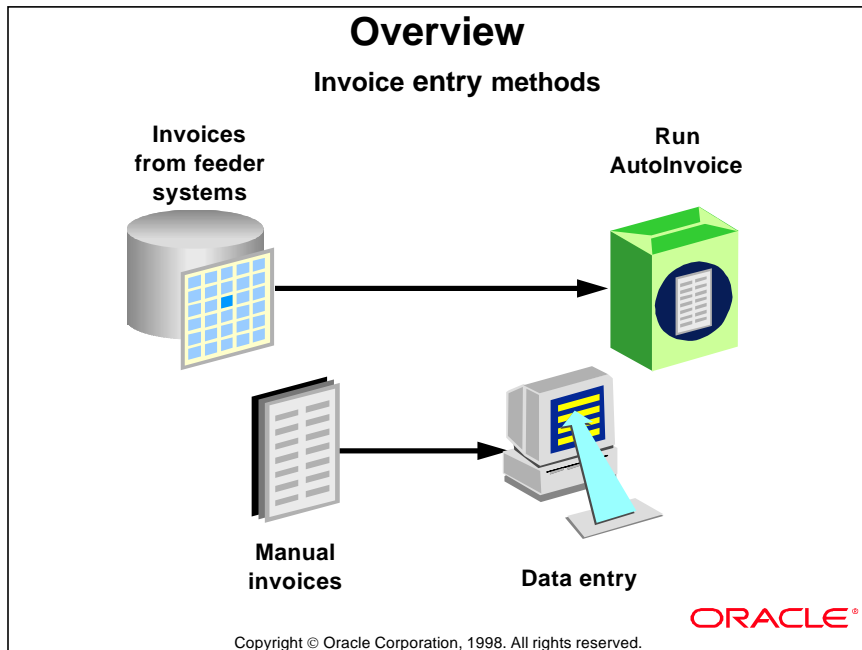 Overview
Invoice entry methods
Invoices
from feeder
systems
Run
AutoInvoice
Manual
invoices
Data entry
ORACLE®
Copyright © Oracle Corporation, 1998. All rights reserved.